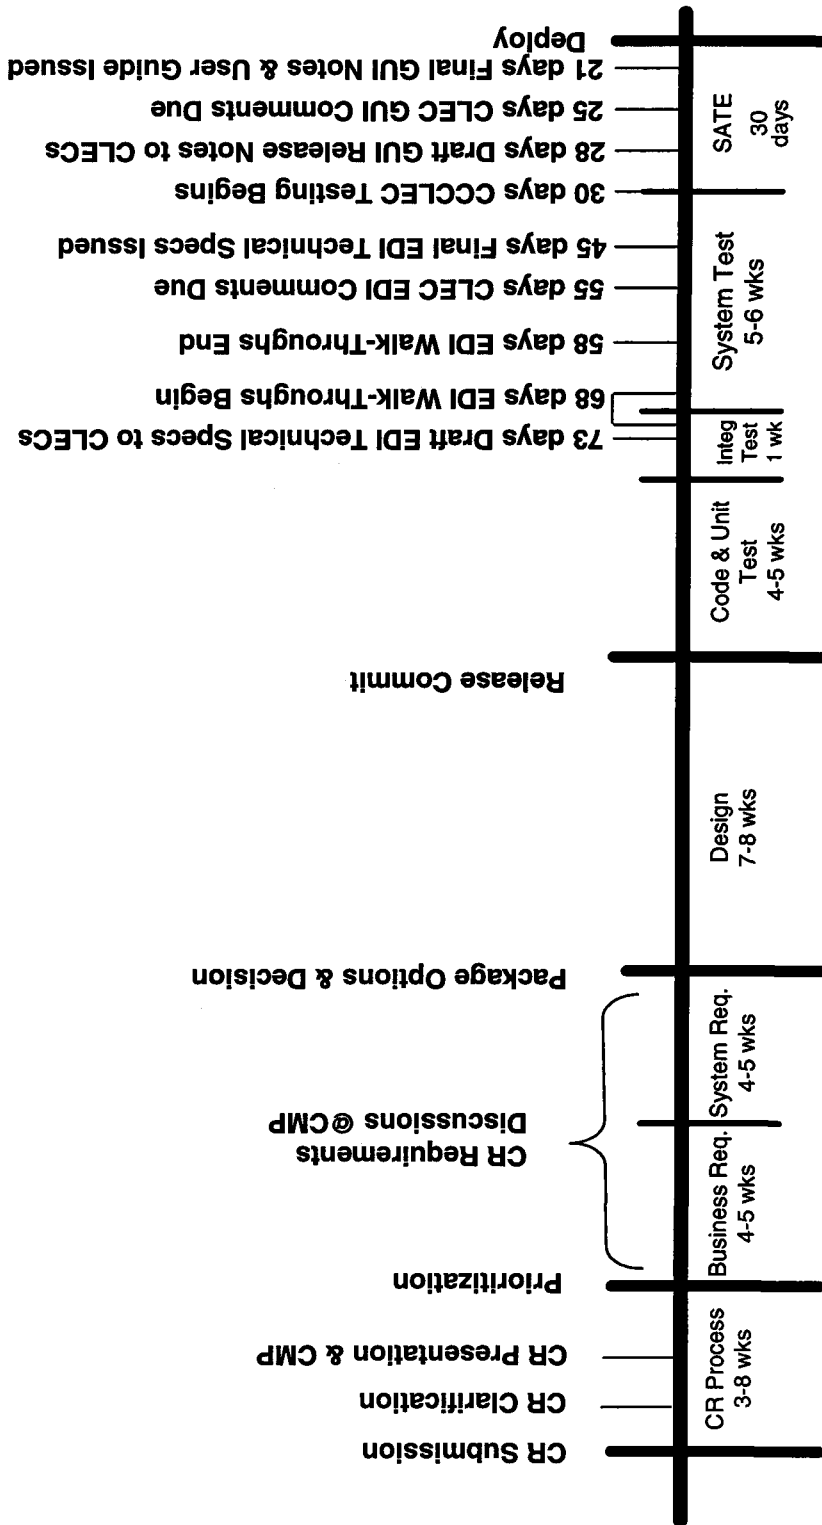 CR Submission
CR Clarification
CR Presentation & CMP
Prioritization
CR Requirements
Discussions @CMP
Package Options & Decision
Release Commit
73 days Draft EDI Technical Specs to CLECs
68 days EDI Walk-Throughs Begin
58 days EDI Walk-Throughs End
55 days CLEC EDI Comments Due
45 days Final EDI Technical Specs Issued
30 days CCCLEC Testing Begins
28 days Draft GUI Release Notes to CLECs
25 days CLEC GUI Comments Due
21 days Final GUI Notes & User Guide Issued
Deploy
CR Process
3-8 wks
Business Req.
4-5 wks
System Req.
4-5 wks
Design
7-8 wks
Code & Unit
Test
4-5 wks
Integ
Test
1 wk
System Test
5-6 wks
SATE
30
days